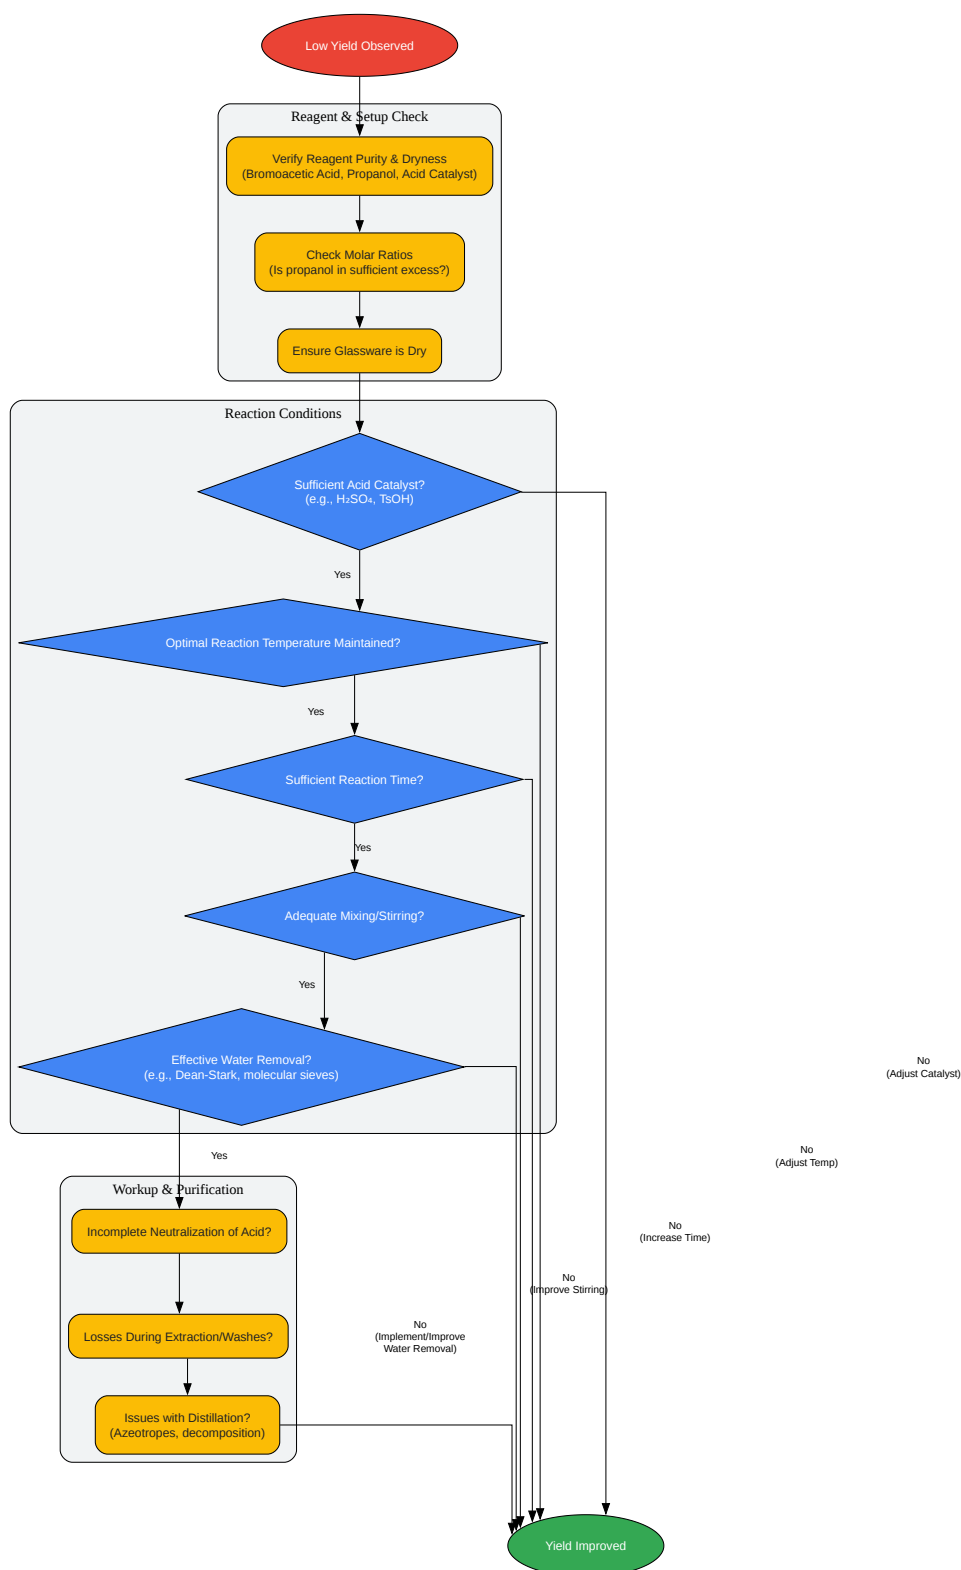 Low Yield Observed
Reagent & Setup Check
Verify Reagent Purity & Dryness
(Bromoacetic Acid, Propanol, Acid Catalyst)
Check Molar Ratios
(Is propanol in sufficient excess?)
Ensure Glassware is Dry
Reaction Conditions
Sufficient Acid Catalyst?
(e.g., H₂SO₄, TsOH)
Yes
Optimal Reaction Temperature Maintained?
Yes
Sufficient Reaction Time?
Yes
Adequate Mixing/Stirring?
Yes
Effective Water Removal?
(e.g., Dean-Stark, molecular sieves)
No
(Adjust Catalyst)
Yes
No
(Adjust Temp)
Workup & Purification
Incomplete Neutralization of Acid?
No
(Increase Time)
No
(Improve Stirring)
Losses During Extraction/Washes?
No
(Implement/Improve
Water Removal)
Issues with Distillation?
(Azeotropes, decomposition)
Yield Improved